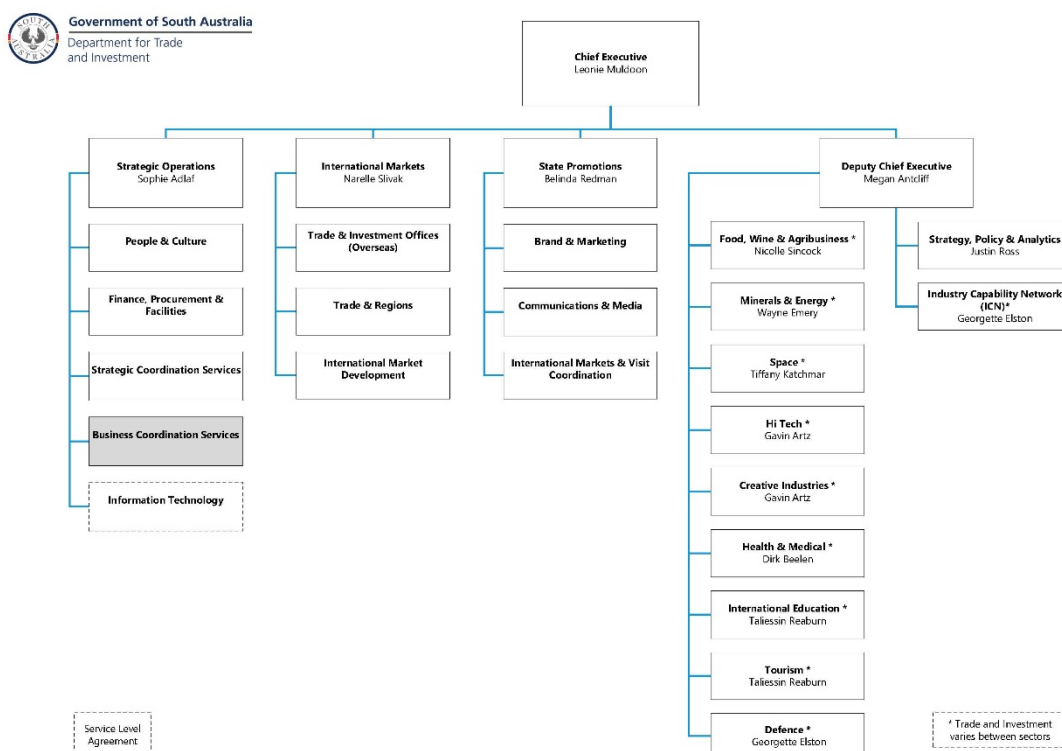 Government of South Australia
Department for Trade
and Investment
SOUTH AUSTRALIA
Chief Executive
Leonie Muldoon
Strategic Operations
Sophie Adlaf
International Markets
Narelle Slivak
State Promotions
Belinda Redman
Deputy Chief Executive
Megan Antcliff
People & Culture
Finance, Procurement &
Facilities
Strategic Coordination Services
Business Coordination Services
Information Technology
Trade & Investment Offices
(Overseas)
Trade & Regions
International Market
Development
Brand & Marketing
Communications & Media
International Markets & Visit
Coordination
Food, Wine & Agribusiness *
Nicolle Sincock
Minerals & Energy *
Wayne Emery
Space *
Tiffany Katchmar
Hi Tech *
Gavin Artz
Creative Industries *
Gavin Artz
Health & Medical *
Dirk Beelen
International Education *
Taliessin Reaburn
Tourism *
Taliessin Reaburn
Defence *
Georgette Elston
Strategy, Policy & Analytics
Justin Ross
Industry Capability Network
(ICN)*
Georgette Elston
Service Level
Agreement
* Trade and Investment
varies between sectors